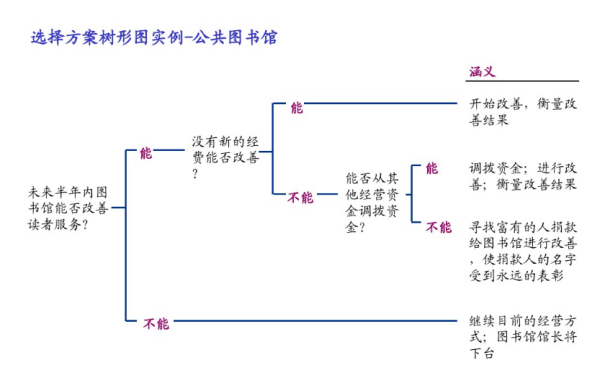 选择方案树形图实例-公共图书馆
涵义
能
开始改善，衡量改
善结果
能
没有新的经
费能否改善
？
能
调拨资金；进行改
善；衡量改善结果
能否从其
他经营资
金调拨资
金？
不能
未来半年内图
书馆能否改善
读者服务？
不能
寻找富有的人捐款
给图书馆进行改善
，使捐款人的名字
受到永远的表彰
不能
继续目前的经营方
式；图书馆馆长将
下台